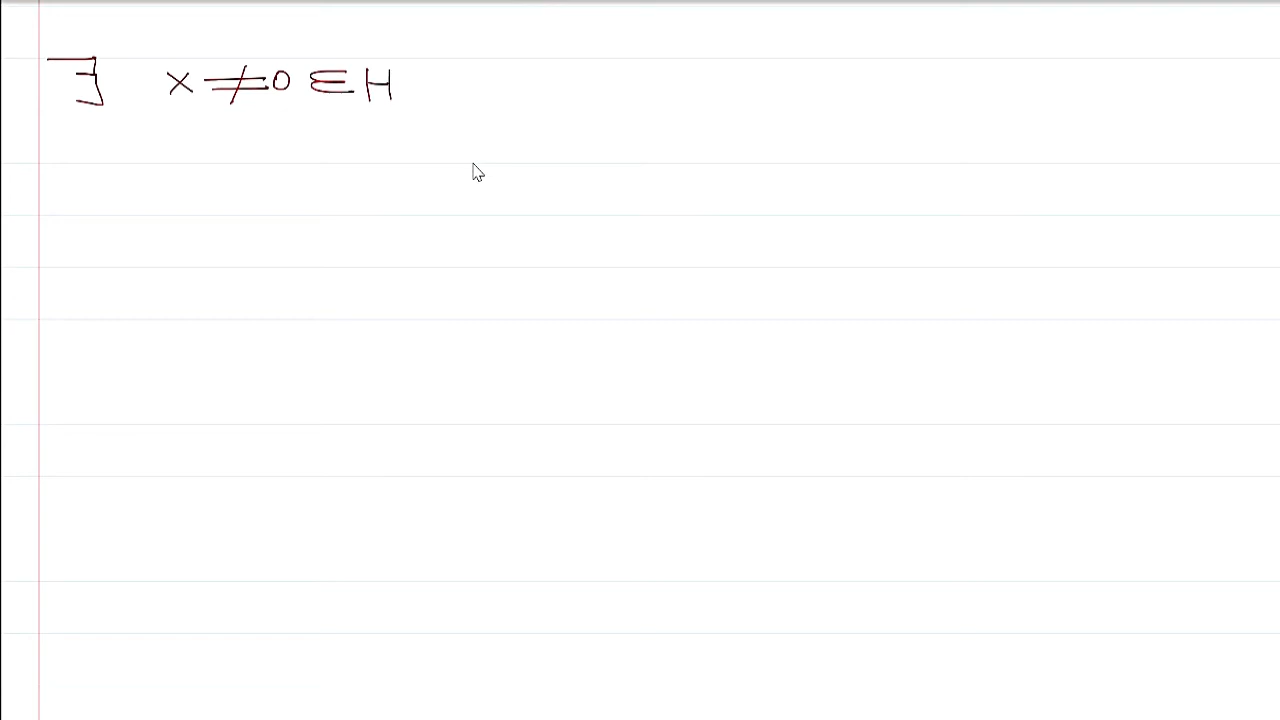 ∃ x ≠ 0 ∈ H